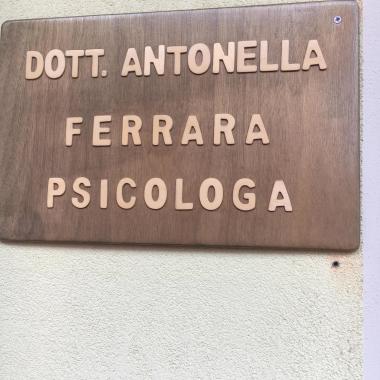 DOTT. ANTONELLA
FERRARA
PSICOLOGA